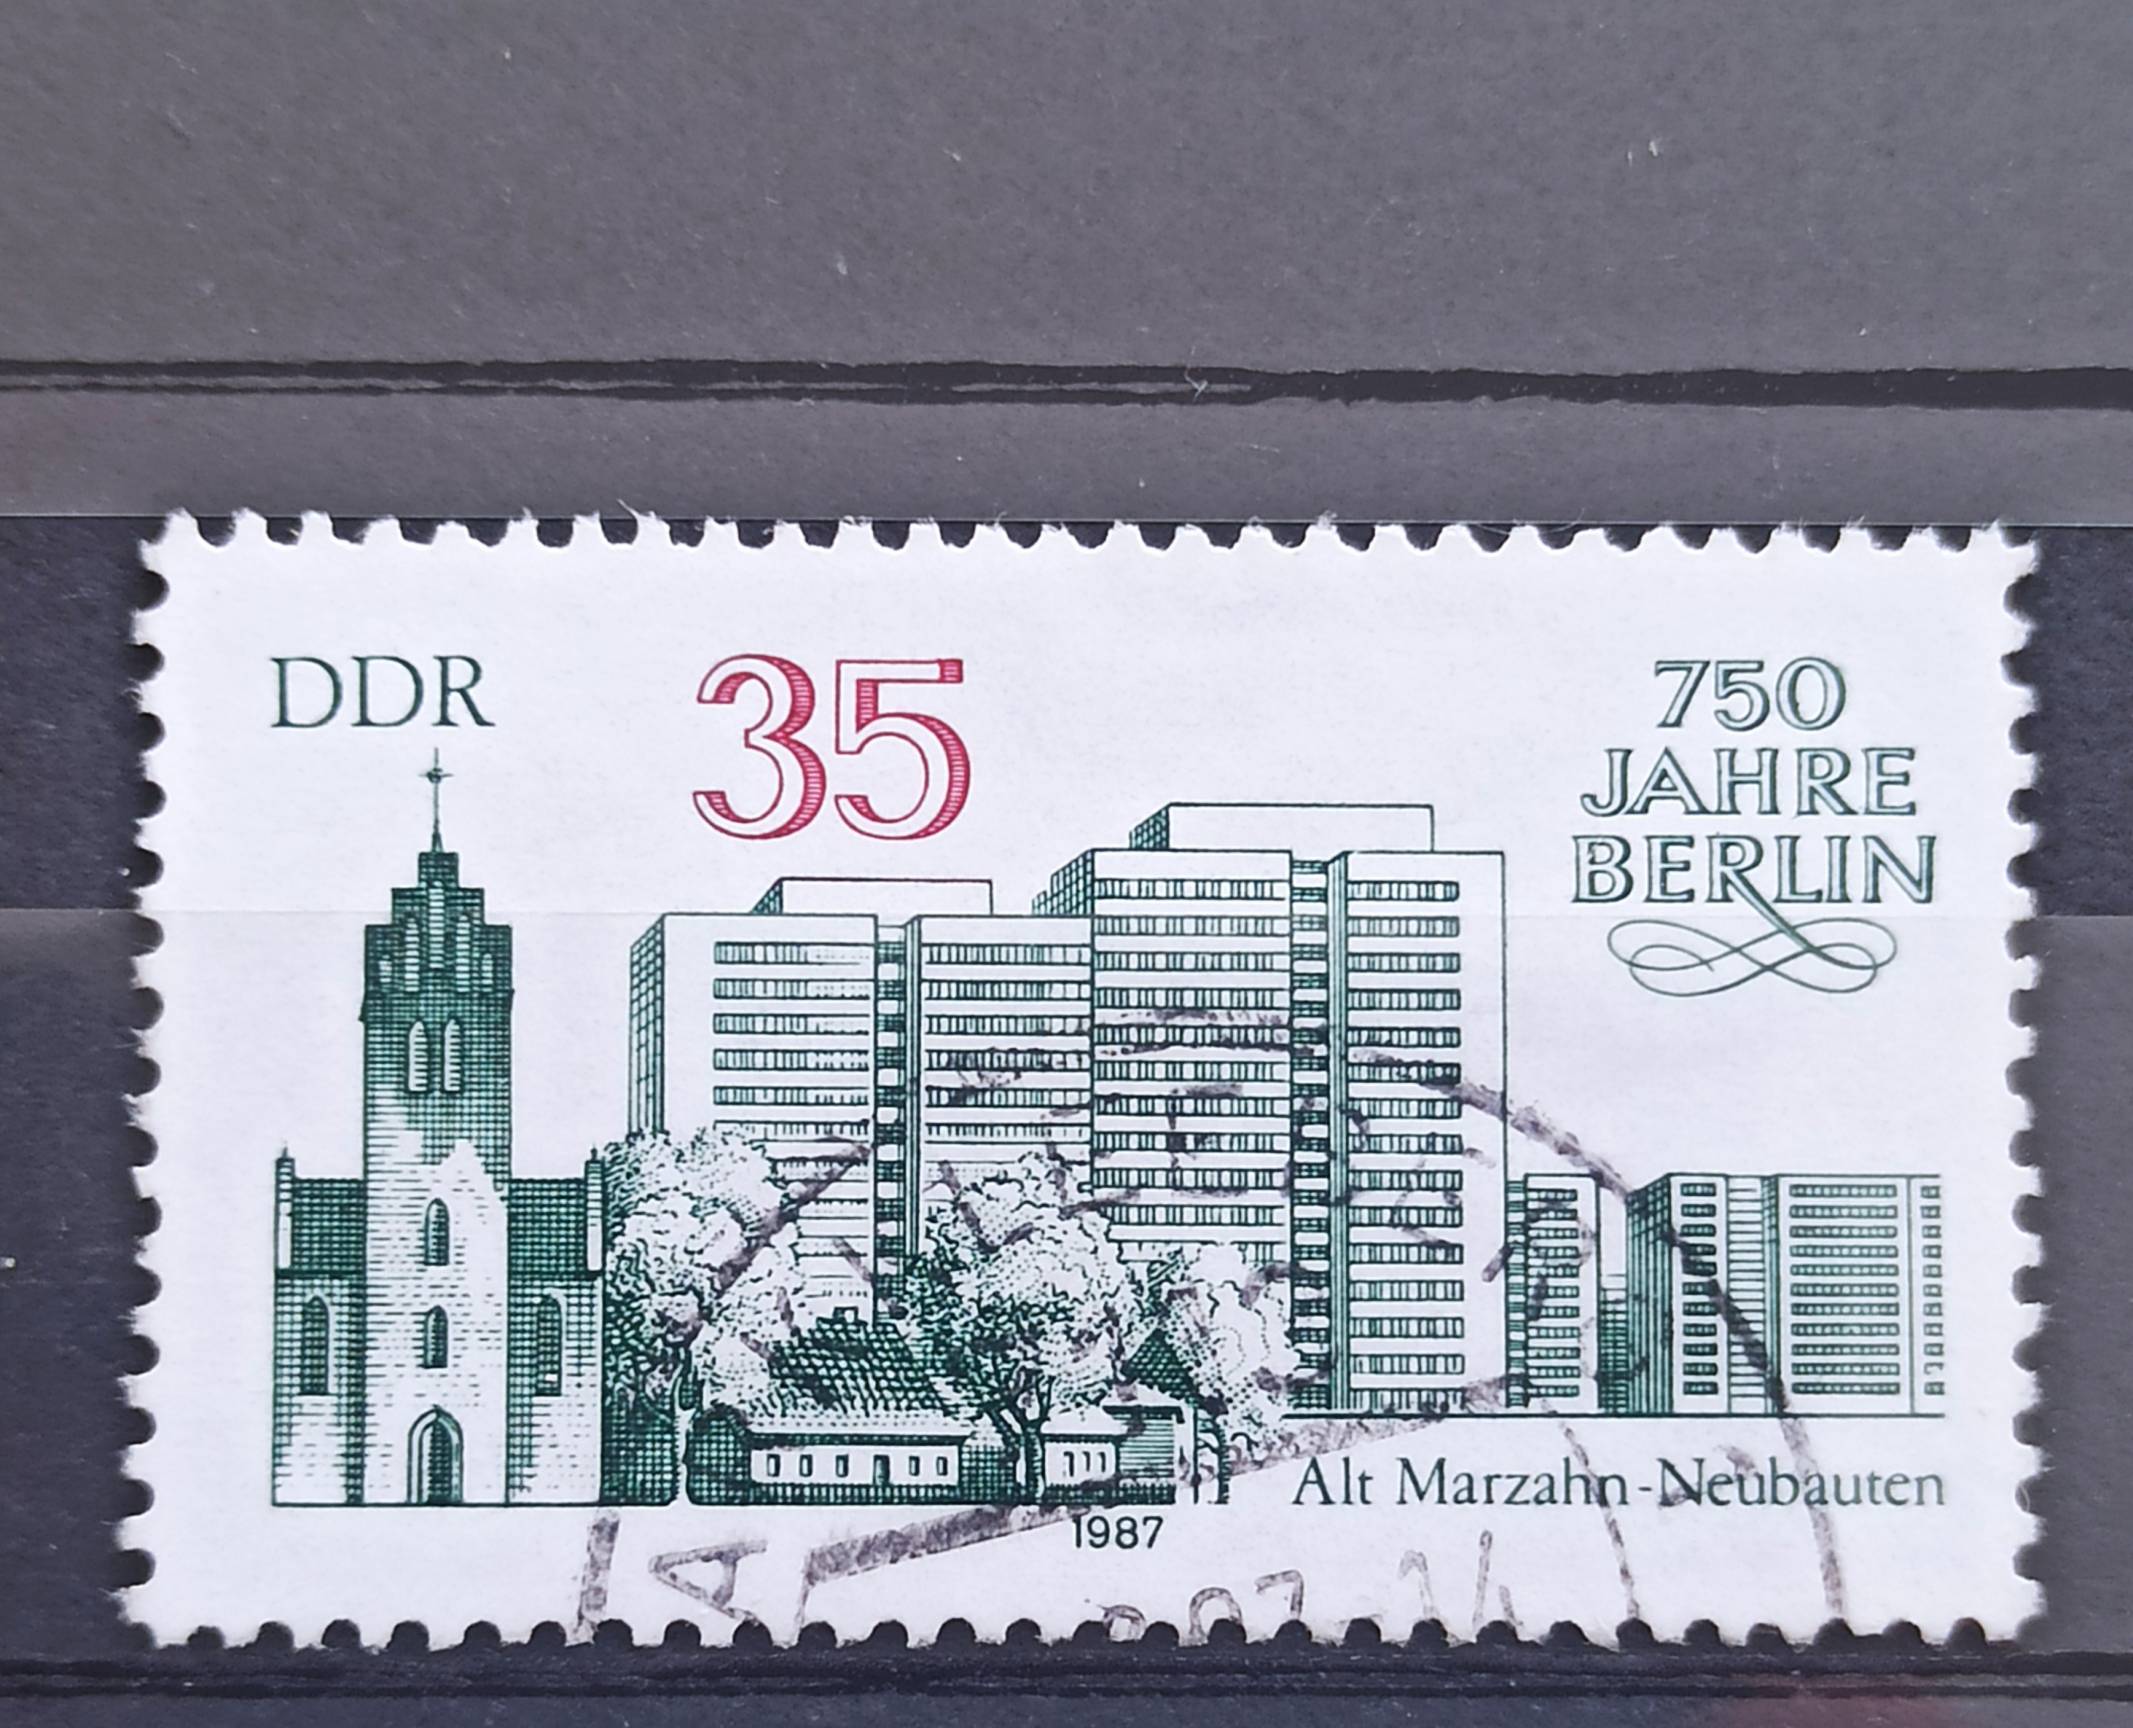 DDR
35
750
JAHRE
BERLIN
Alt Marzahn-Neubauten
1987